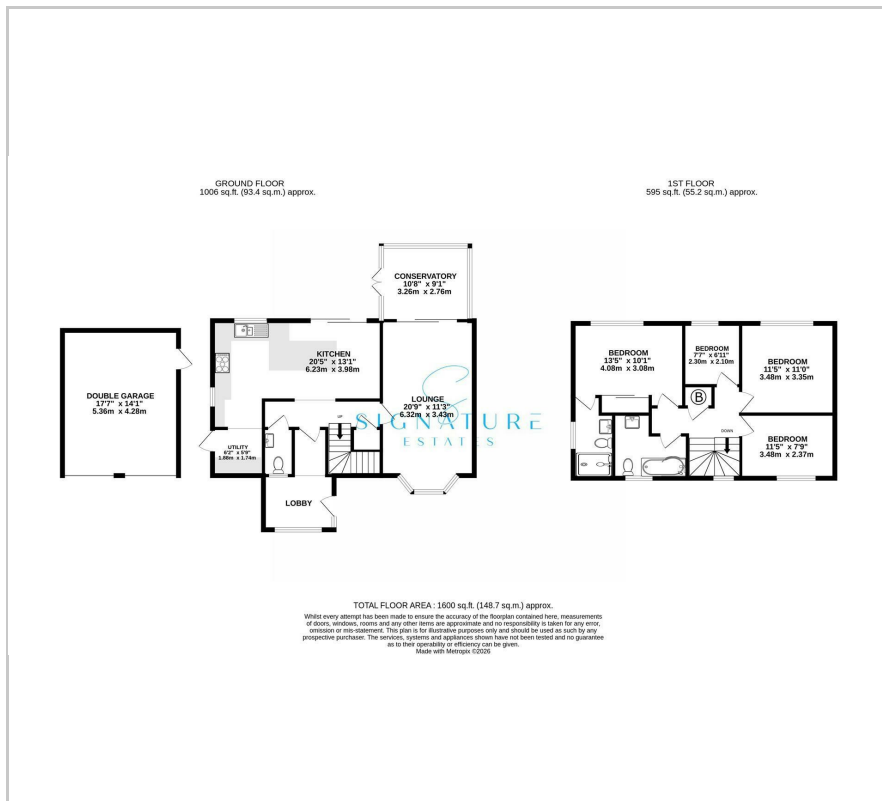 GROUND FLOOR
1006 sq.ft. (93.4 sq.m.) approx.
1ST FLOOR
595 sq.ft. (55.2 sq.m.) approx.
CONSERVATORY
10'8" x 9'1"
3.26m x 2.76m
KITCHEN
20'5" x 13'1"
6.23m x 3.98m
DOUBLE GARAGE
17'7" x 14'1"
5.36m x 4.28m
LOUNGE
20'9" x 11'3"
6.32m x 3.43m
UP
UTILITY
6'2" x 5'9"
1.88m x 1.74m
LOBBY
BEDROOM
13'5" x 10'1"
4.08m x 3.08m
BEDROOM
7'7" x 6'11"
2.30m x 2.10m
BEDROOM
11'5" x 11'0"
3.48m x 3.35m
B
DOWN
BEDROOM
11'5" x 7'9"
3.48m x 2.37m
SIGNATURE
ESTATES
TOTAL FLOOR AREA : 1600 sq.ft. (148.7 sq.m.) approx.
Whilst every attempt has been made to ensure the accuracy of the floorplan contained here, measurements
of doors, windows, rooms and any other items are approximate and no responsibility is taken for any error,
omission or mis-statement. This plan is for illustrative purposes only and should be used as such by any
prospective purchaser. The services, systems and appliances shown have not been tested and no guarantee
as to their operability or efficiency can be given.
Made with Metropix ©2026